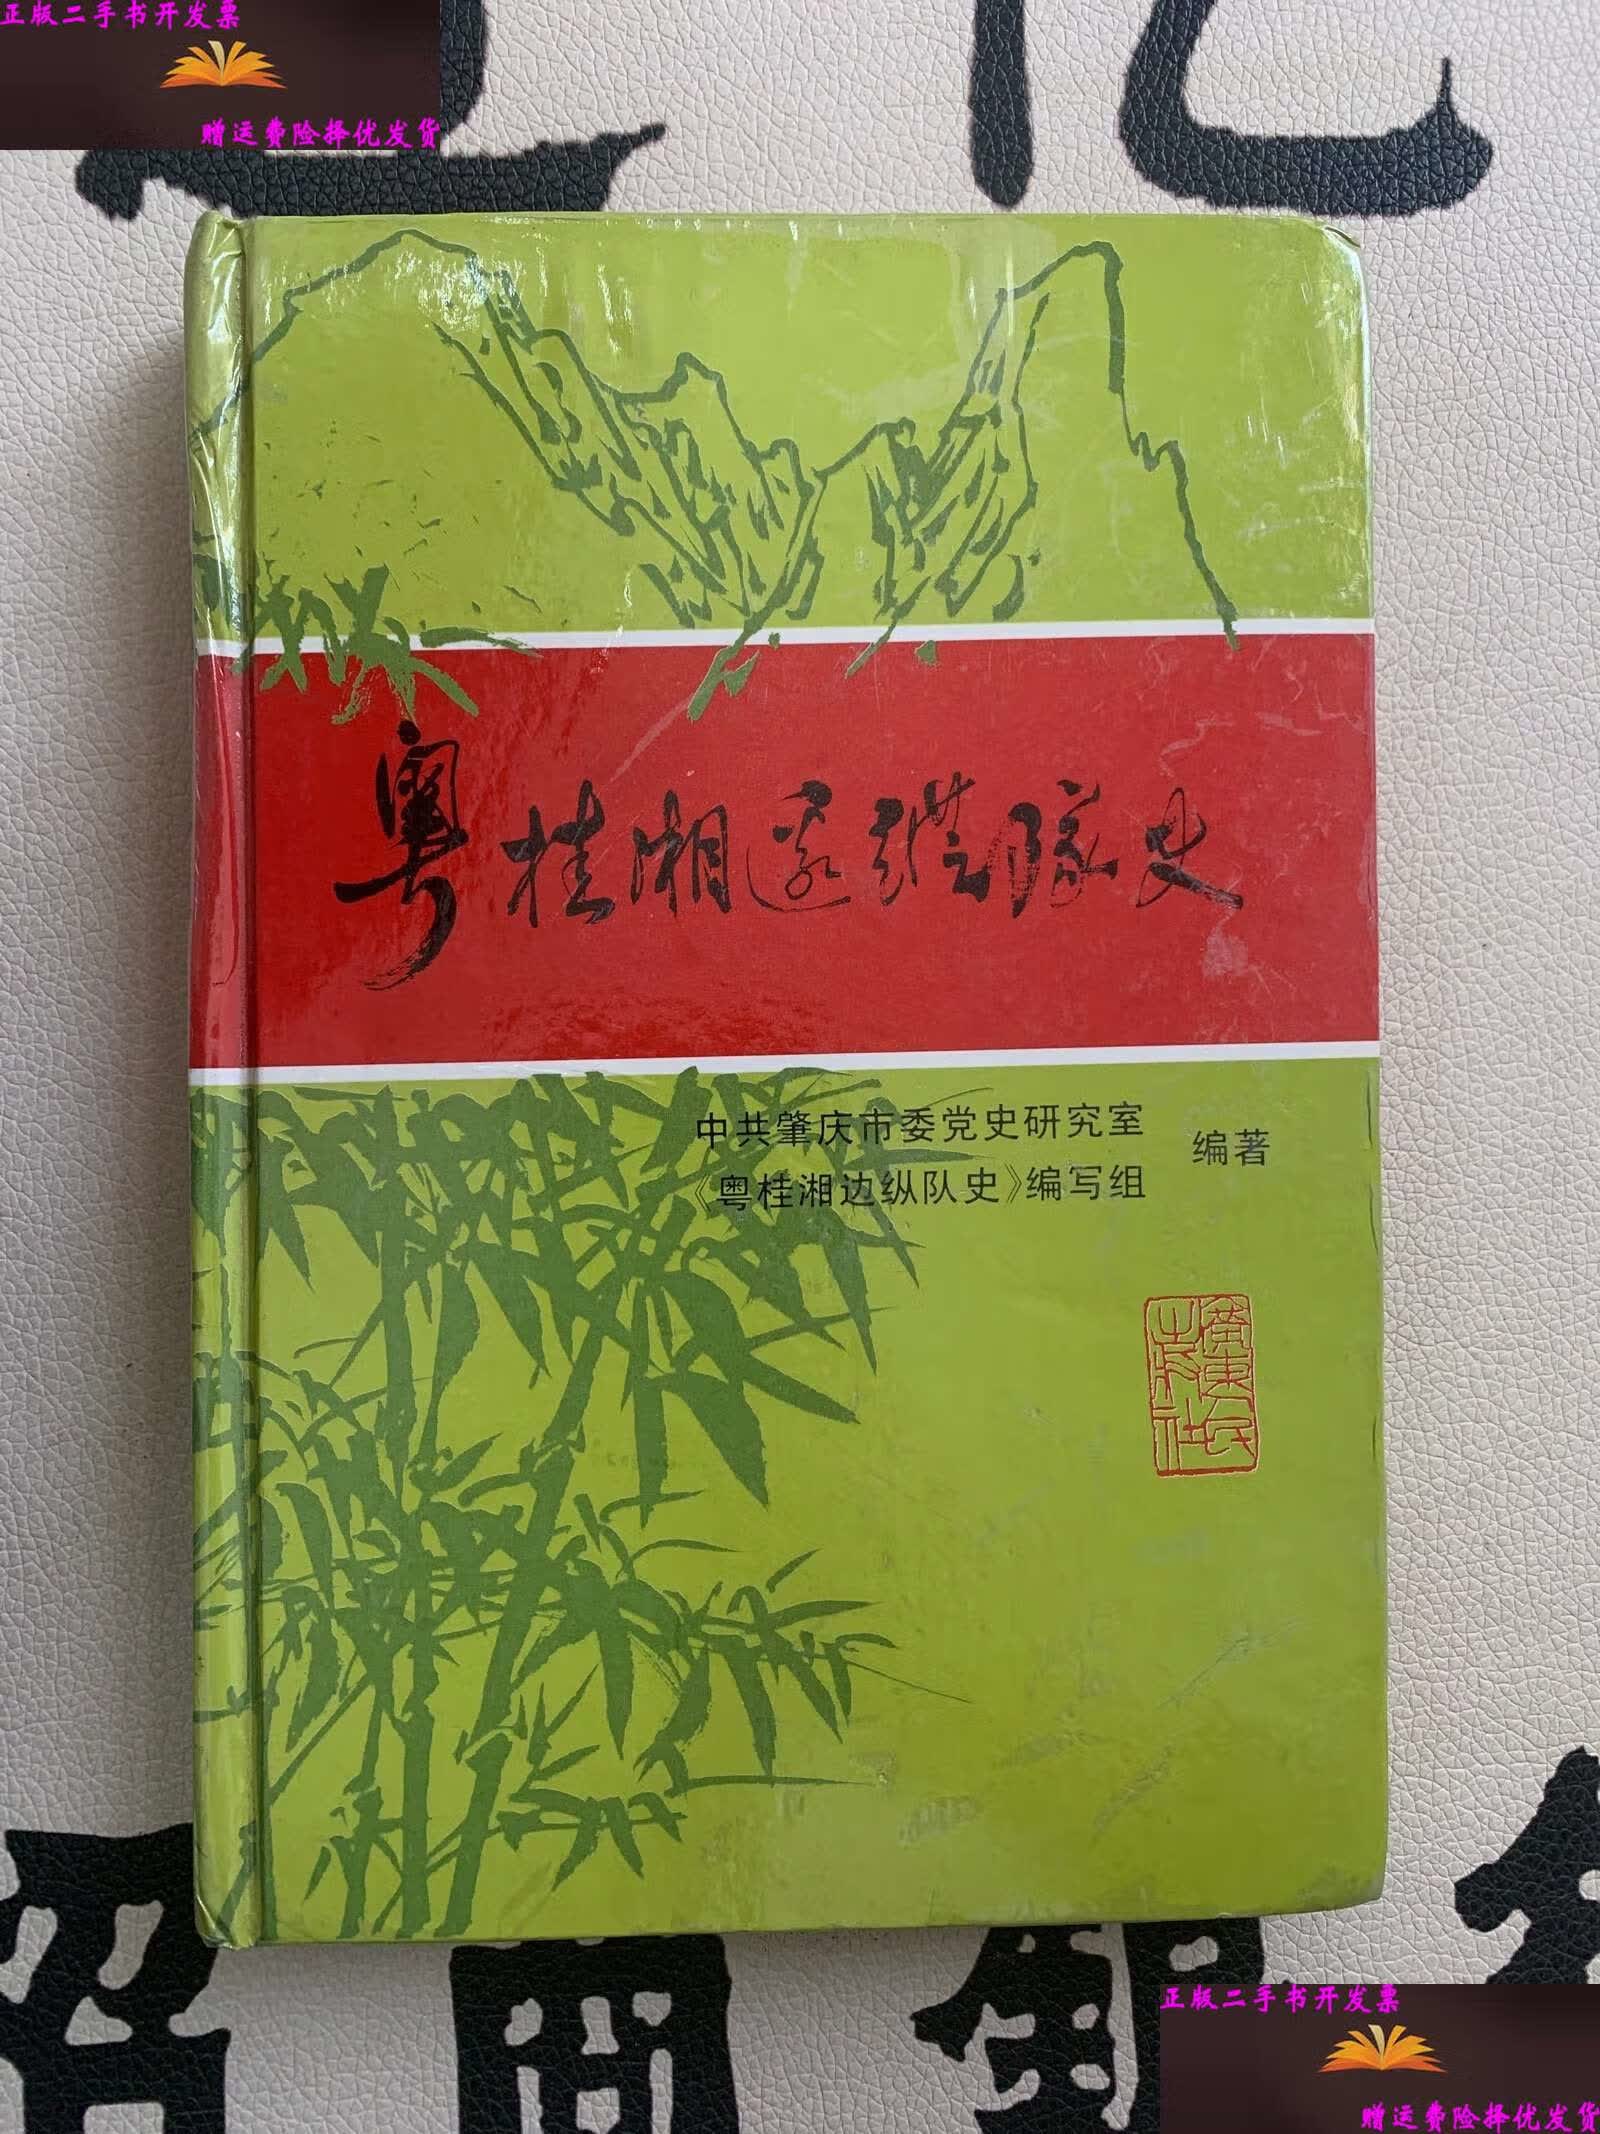 正版二手书开发票
赠运费险择优发货
粤桂湘边纵队史
中共肇庆市委党史研究室
《粤桂湘边纵队史》编写组
编著
正版二手书开发票
赠运费险择优发货